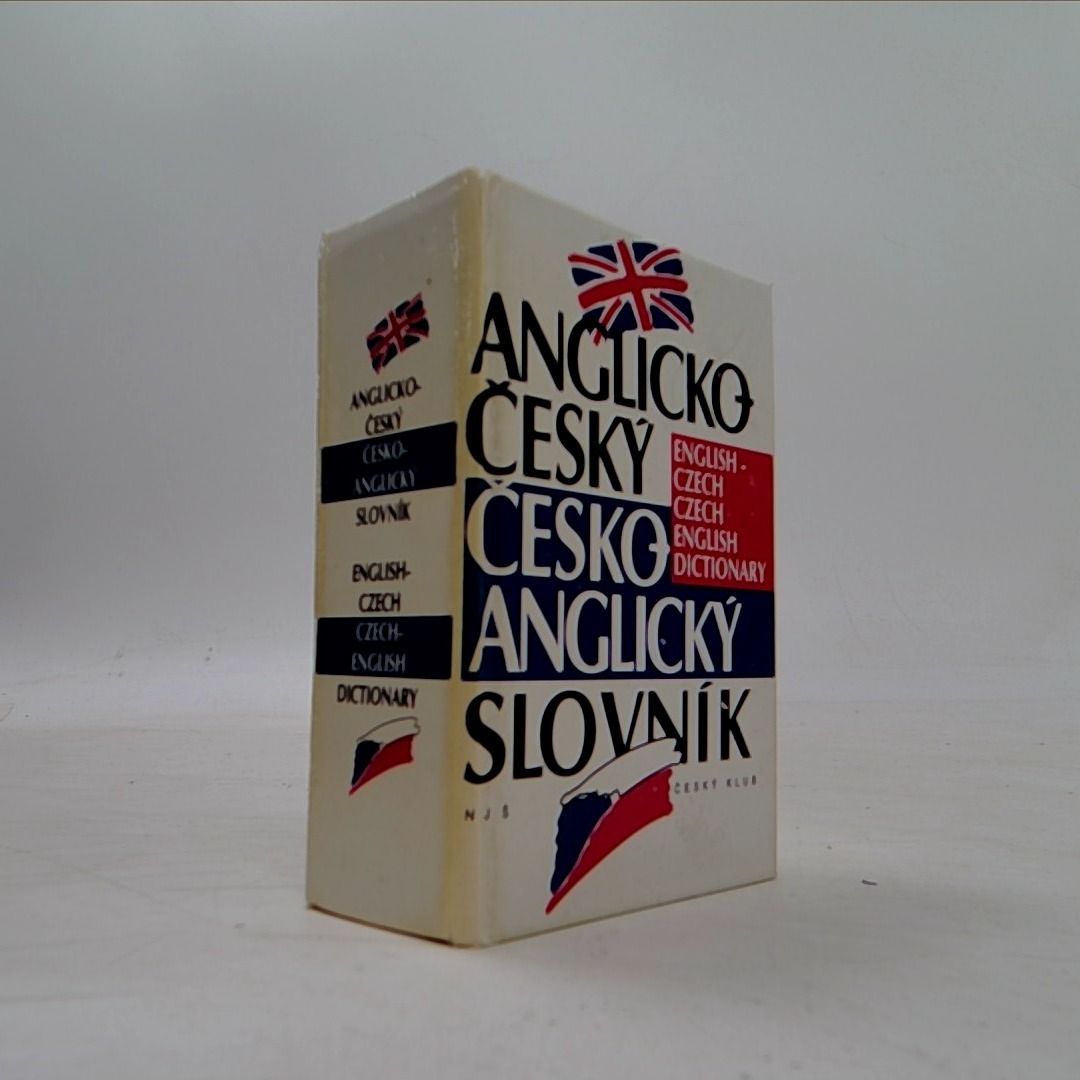 ANGLICKO-
ČESKÝ
ČESKO-
ANGLICKÝ
SLOVNÍK
ENGLISH-
CZECH
CZECH-
ENGLISH
DICTIONARY
ANGLICKO-
ČESKÝ
ČESKO-
ANGLICKÝ
SLOVNÍK
ENGLISH-
CZECH
CZECH
ENGLISH
DICTIONARY
NJŠ ČESKÝ KLUB